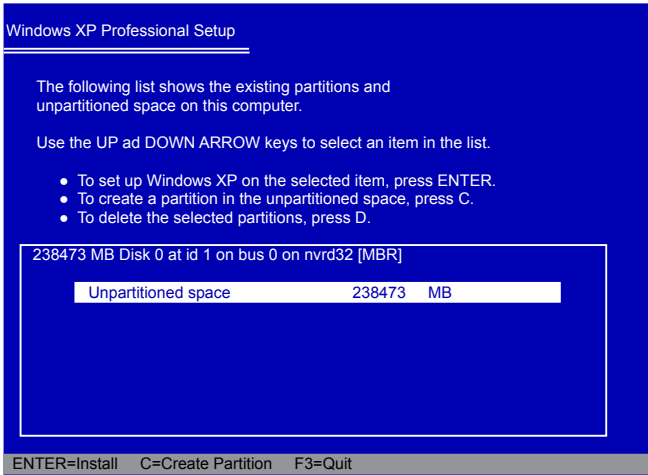 Windows XP Professional Setup
The following list shows the existing partitions and
unpartitioned space on this computer.
Use the UP ad DOWN ARROW keys to select an item in the list.
● To set up Windows XP on the selected item, press ENTER.
● To create a partition in the unpartitioned space, press C.
● To delete the selected partitions, press D.
238473 MB Disk 0 at id 1 on bus 0 on nvrd32 [MBR]
Unpartitioned space 238473 MB
ENTER=Install C=Create Partition F3=Quit